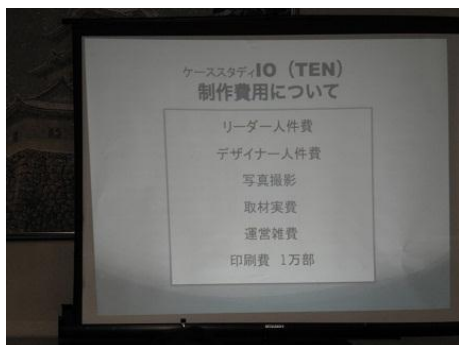 ケーススタディIO（TEN）
制作費用について
リーダー人件費
デザイナー人件費
写真撮影
取材実費
運営雑費
印刷費 1万部